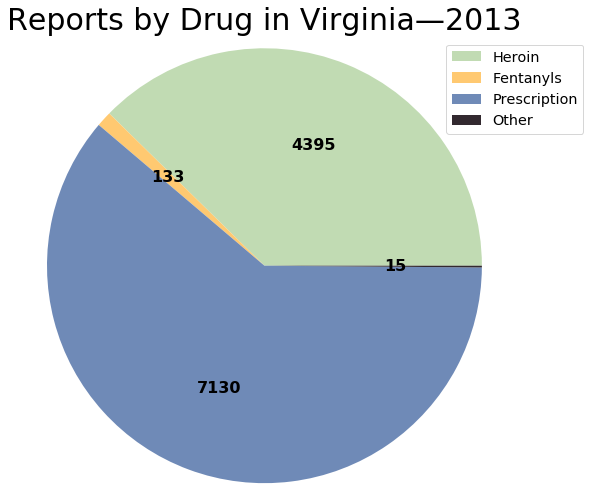 Reports by Drug in Virginia—2013
Heroin
Fentanyls
Prescription
Other
4395
133
15
7130